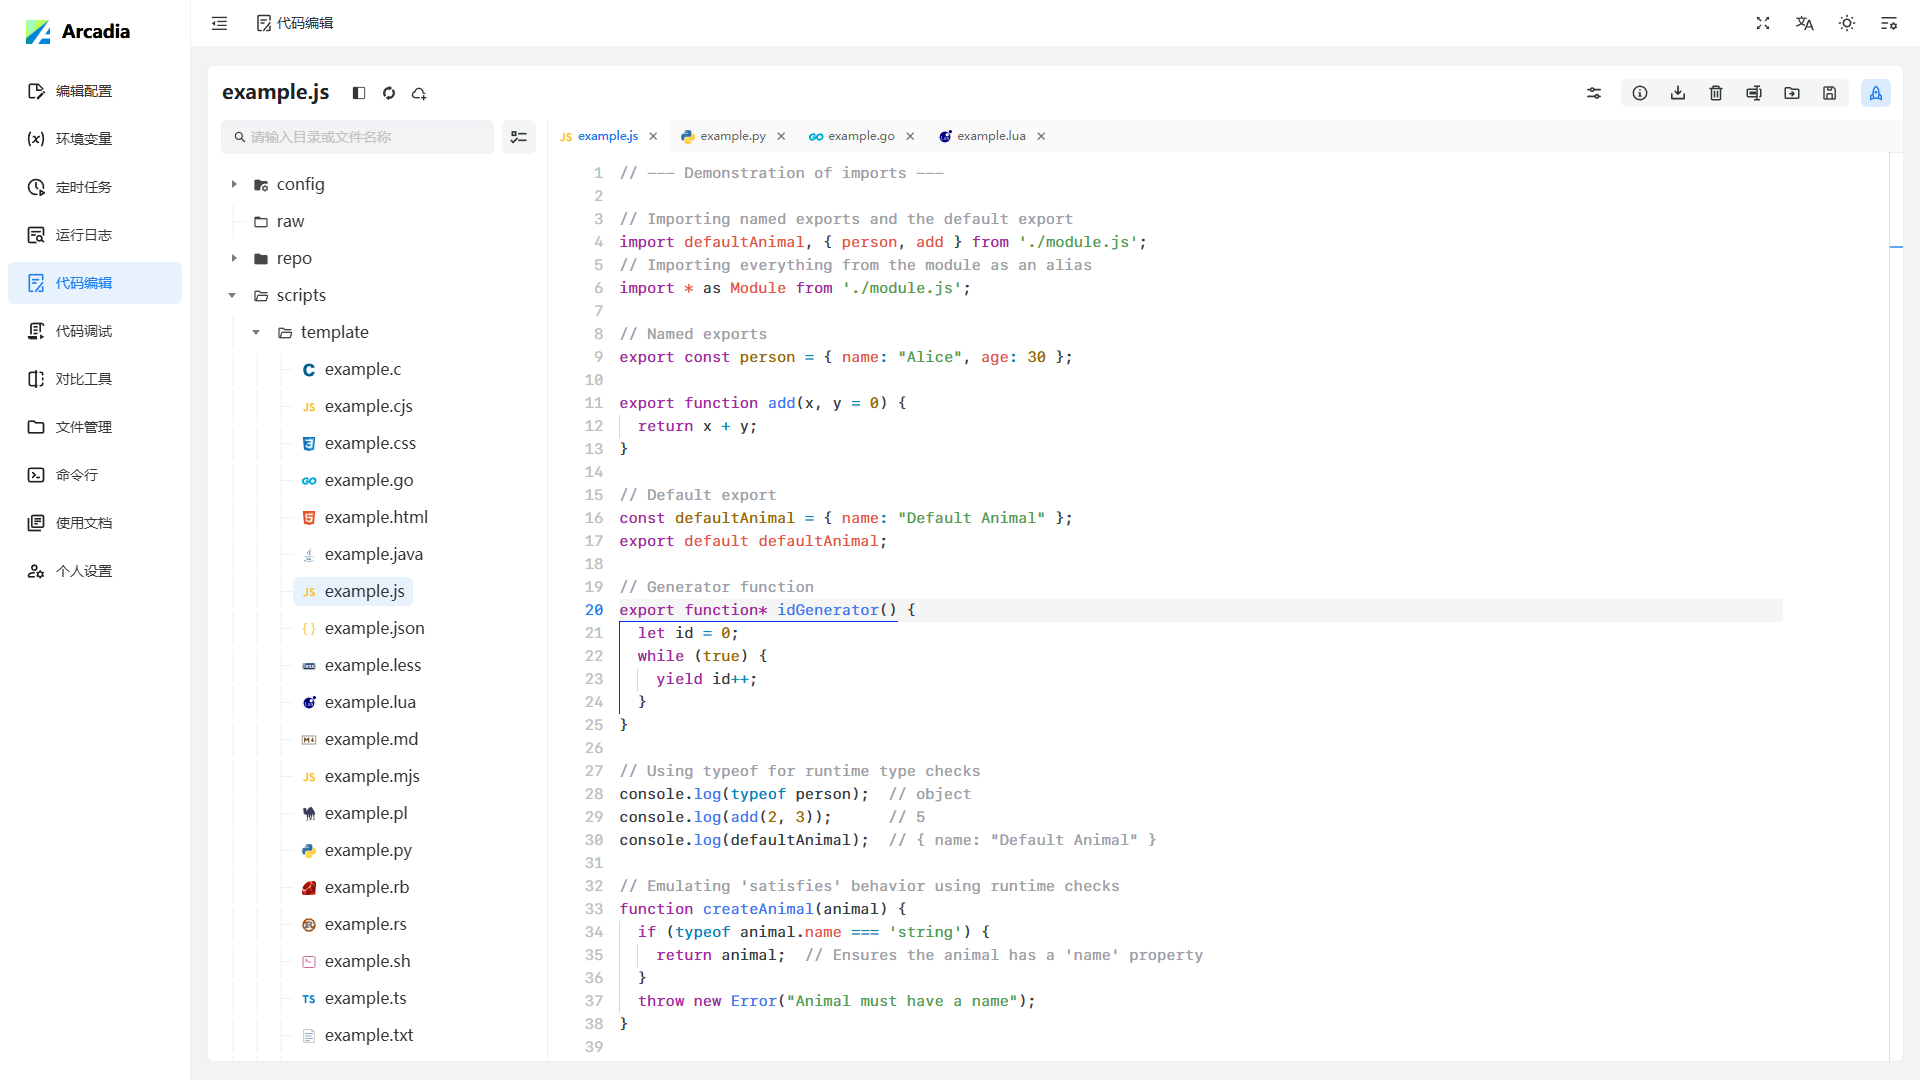 Arcadia
编辑配置
环境变量
定时任务
运行日志
代码编辑
代码调试
对比工具
文件管理
命令行
使用文档
个人设置
代码编辑
example.js
请输入目录或文件名称
config
raw
repo
scripts
template
example.c
example.cjs
example.css
example.go
example.html
example.java
example.js
example.json
example.less
example.lua
example.md
example.mjs
example.pl
example.py
example.rb
example.rs
example.sh
example.ts
example.txt
JS example.js
example.py
example.go
example.lua
1 // --- Demonstration of imports ---
2
3 // Importing named exports and the default export
4 import defaultAnimal, { person, add } from './module.js';
5 // Importing everything from the module as an alias
6 import * as Module from './module.js';
7
8 // Named exports
9 export const person = { name: "Alice", age: 30 };
10
11 export function add(x, y = 0) {
12   return x + y;
13 }
14
15 // Default export
16 const defaultAnimal = { name: "Default Animal" };
17 export default defaultAnimal;
18
19 // Generator function
20 export function* idGenerator() {
21   let id = 0;
22   while (true) {
23     yield id++;
24   }
25 }
26
27 // Using typeof for runtime type checks
28 console.log(typeof person);  // object
29 console.log(add(2, 3));      // 5
30 console.log(defaultAnimal);  // { name: "Default Animal" }
31
32 // Emulating 'satisfies' behavior using runtime checks
33 function createAnimal(animal) {
34   if (typeof animal.name === 'string') {
35     return animal;  // Ensures the animal has a 'name' property
36   }
37   throw new Error("Animal must have a name");
38 }
39